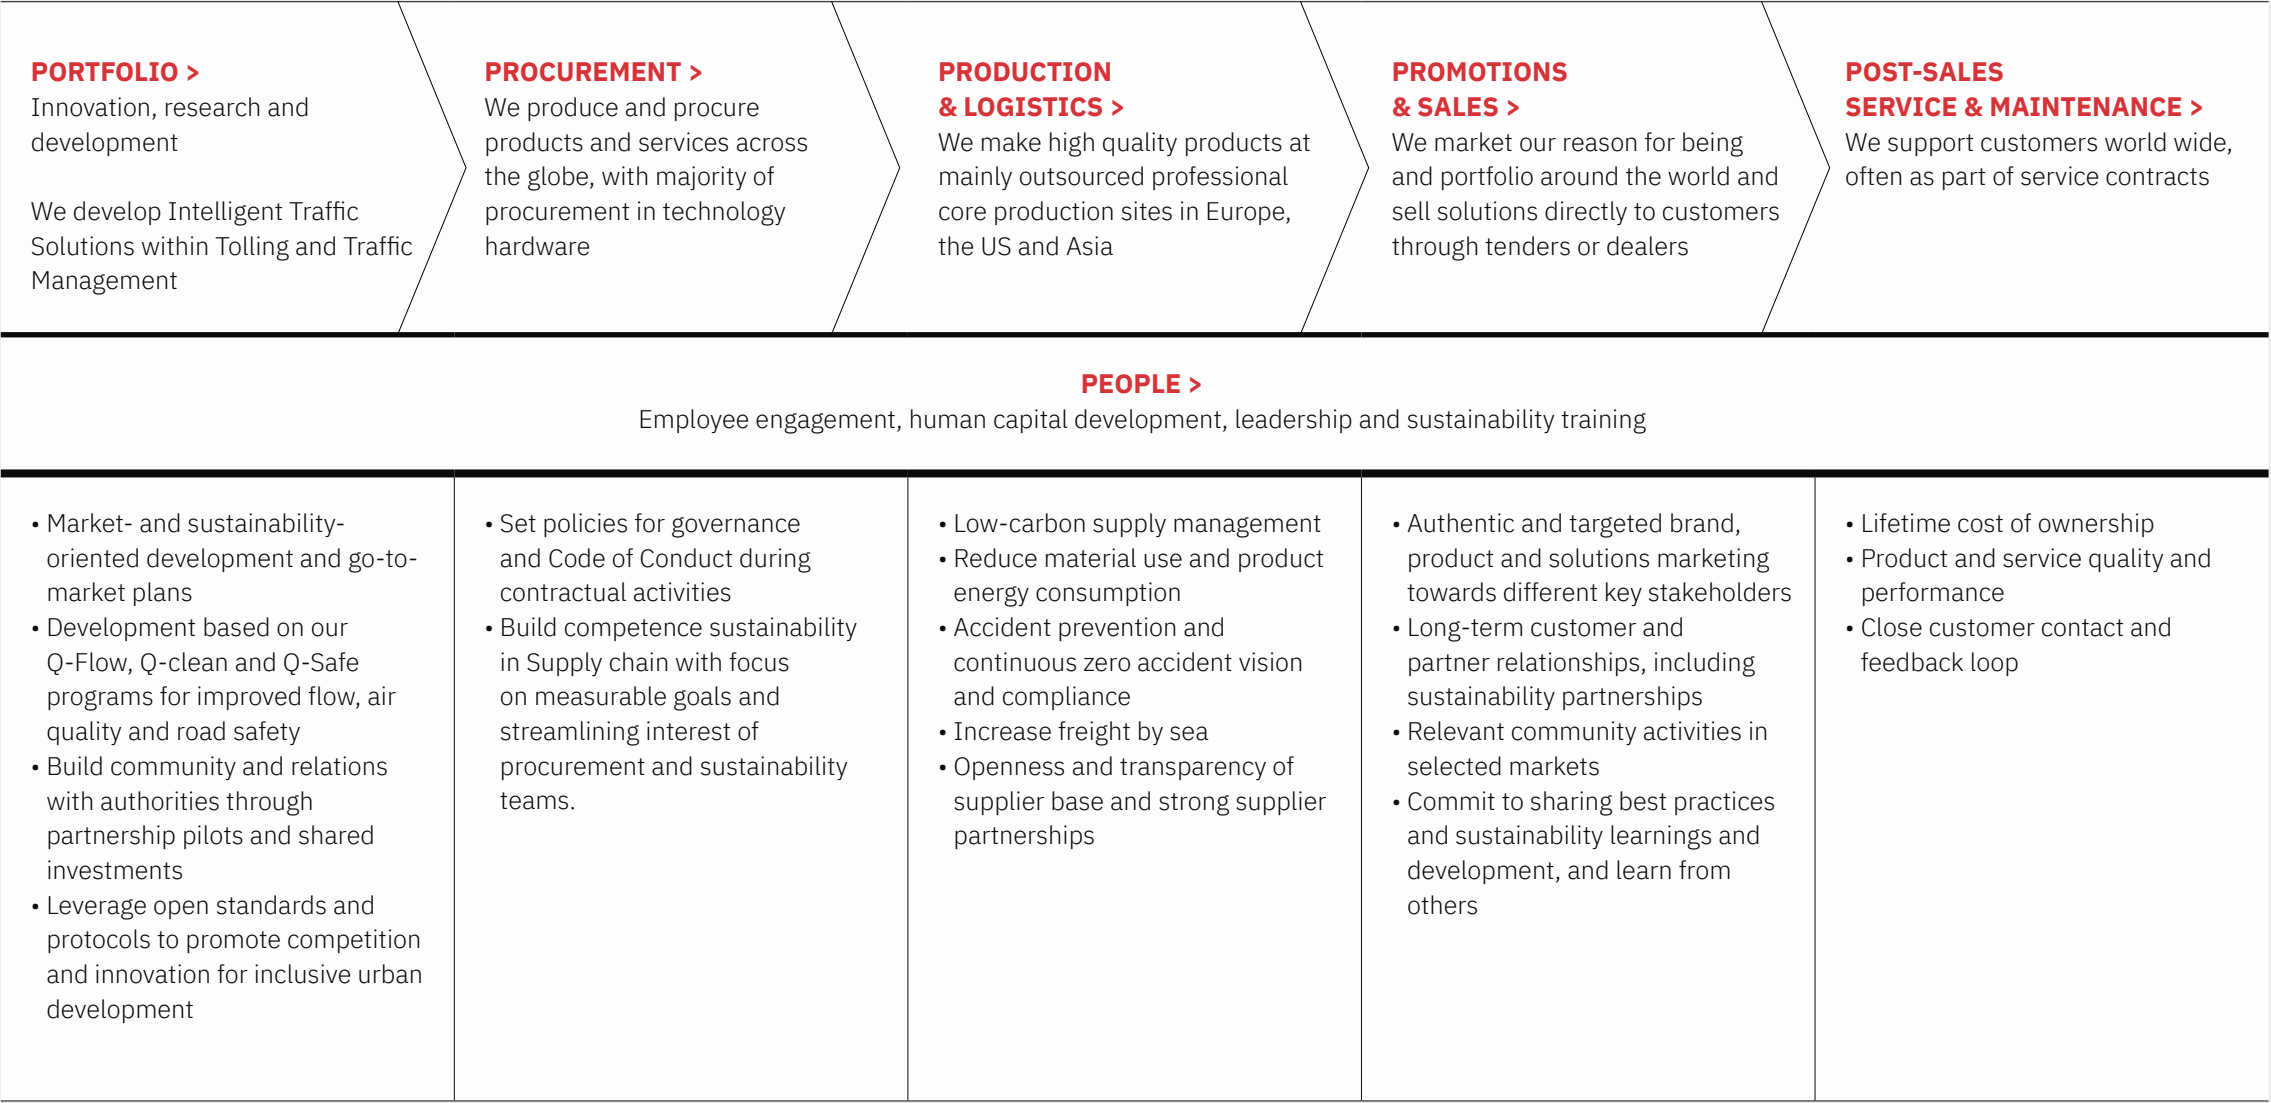 PORTFOLIO >
Innovation, research and
development
We develop Intelligent Traffic
Solutions within Tolling and Traffic
Management
PROCUREMENT >
We produce and procure
products and services across
the globe, with majority of
procurement in technology
hardware
PRODUCTION
& LOGISTICS >
We make high quality products at
mainly outsourced professional
core production sites in Europe,
the US and Asia
PROMOTIONS
& SALES >
We market our reason for being
and portfolio around the world and
sell solutions directly to customers
through tenders or dealers
POST-SALES
SERVICE & MAINTENANCE >
We support customers world wide,
often as part of service contracts
PEOPLE >
Employee engagement, human capital development, leadership and sustainability training
• Market- and sustainability-
oriented development and go-to-
market plans
• Development based on our
Q-Flow, Q-clean and Q-Safe
programs for improved flow, air
quality and road safety
• Build community and relations
with authorities through
partnership pilots and shared
investments
• Leverage open standards and
protocols to promote competition
and innovation for inclusive urban
development
• Set policies for governance
and Code of Conduct during
contractual activities
• Build competence sustainability
in Supply chain with focus
on measurable goals and
streamlining interest of
procurement and sustainability
teams.
• Low-carbon supply management
• Reduce material use and product
energy consumption
• Accident prevention and
continuous zero accident vision
and compliance
• Increase freight by sea
• Openness and transparency of
supplier base and strong supplier
partnerships
• Authentic and targeted brand,
product and solutions marketing
towards different key stakeholders
• Long-term customer and
partner relationships, including
sustainability partnerships
• Relevant community activities in
selected markets
• Commit to sharing best practices
and sustainability learnings and
development, and learn from
others
• Lifetime cost of ownership
• Product and service quality and
performance
• Close customer contact and
feedback loop